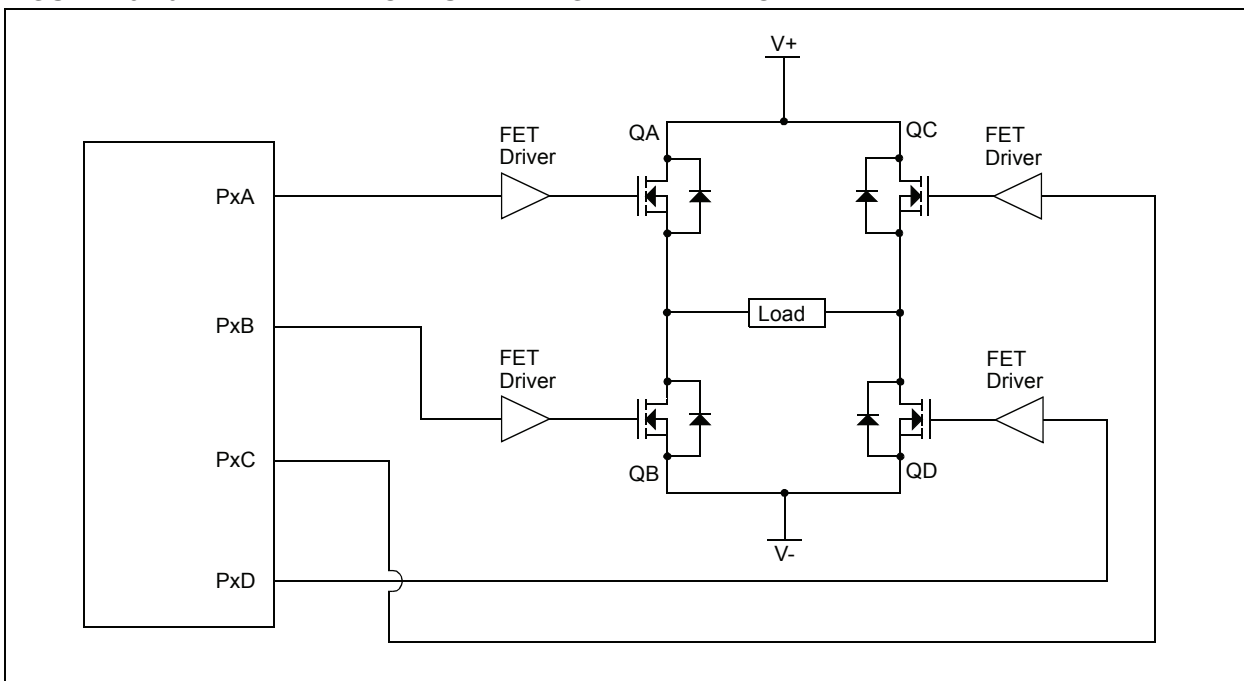 V+
QA
QC
FET
Driver
FET
Driver
PxA
PxB
Load
FET
Driver
FET
Driver
PxC
QB
QD
V-
PxD